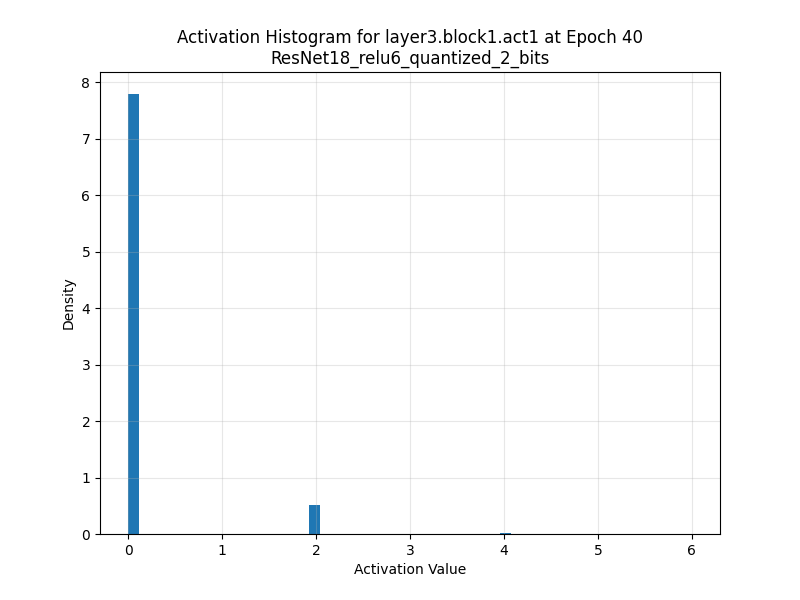 Activation Histogram for layer3.block1.act1 at Epoch 40
ResNet18_relu6_quantized_2_bits
8
7
6
5
4
3
2
1
0
Density
0 1 2 3 4 5 6
Activation Value